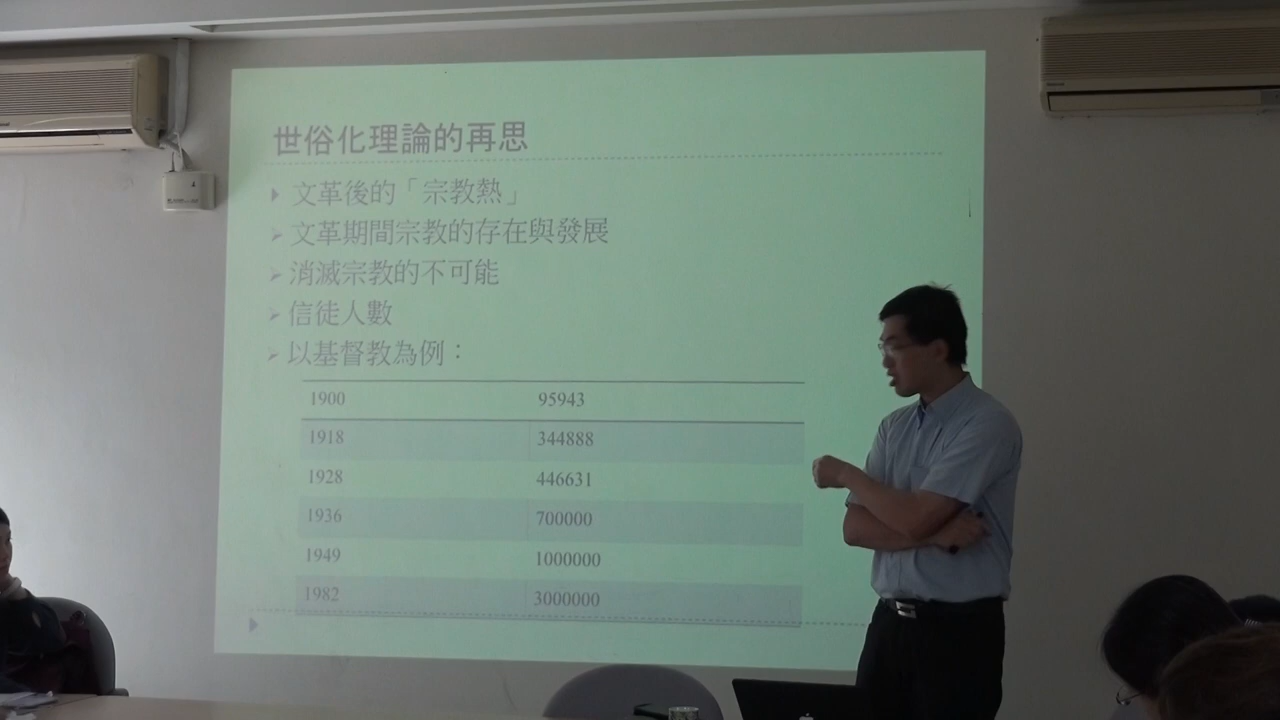 世俗化理論的再思
文革後的「宗教熱」
文革期間宗教的存在與發展
消滅宗教的不可能
信徒人數
以基督教為例：
1900 95943
1918 344888
1928 446631
1936 700000
1949 1000000
1982 3000000